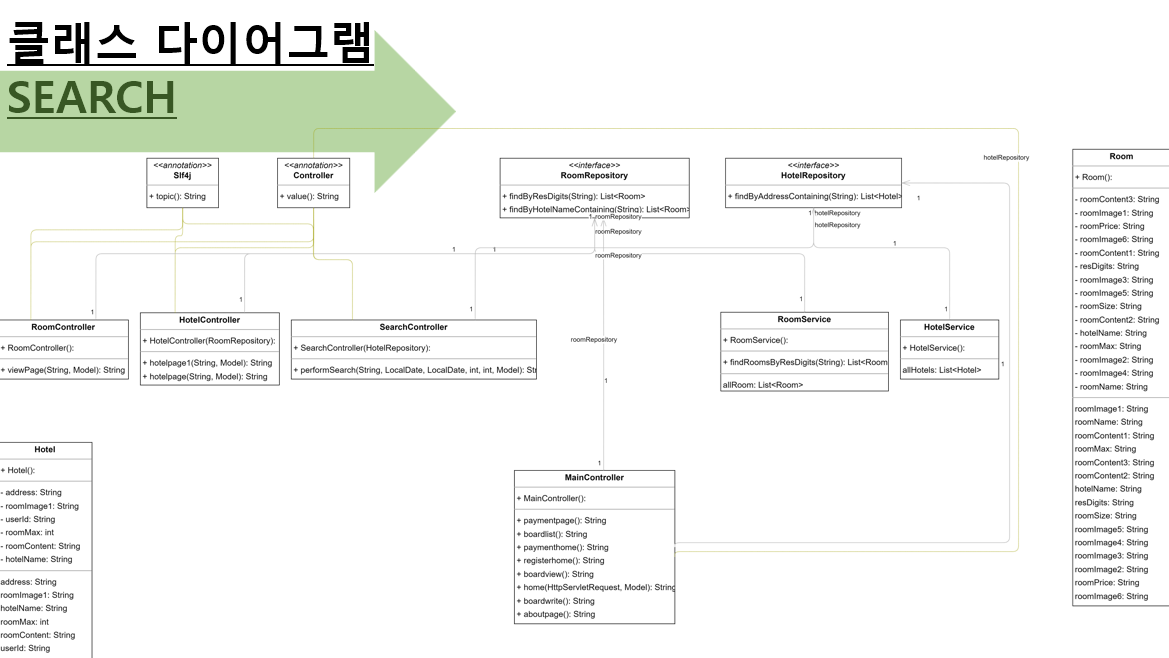 클래스 다이어그램
SEARCH
<<annotation>>
Slf4j
+ topic(): String
<<annotation>>
Controller
+ value(): String
<<interface>>
RoomRepository
+ findByResDigits(String): List<Room>
+ findByHotelNameContaining(String): List<Room>
<<interface>>
HotelRepository
+ findByAddressContaining(String): List<Hotel>
hotelRepository
1
1 roomRepository
roomRepository
roomRepository
1 hotelRepository
hotelRepository
1
1
1
1
1
1
1
1
RoomController
+ RoomController():
+ viewPage(String, Model): String
HotelController
+ HotelController(RoomRepository):
+ hotelpage1(String, Model): String
+ hotelpage(String, Model): String
SearchController
+ SearchController(HotelRepository):
+ performSearch(String, LocalDate, LocalDate, int, int, Model): Str
RoomService
+ RoomService():
+ findRoomsByResDigits(String): List<Room
allRoom: List<Room>
HotelService
+ HotelService():
allHotels: List<Hotel>
1
roomRepository
1
1
MainController
+ MainController():
+ paymentpage(): String
+ boardlist(): String
+ paymenthome(): String
+ registerhome(): String
+ boardview(): String
+ home(HttpServletRequest, Model): String
+ boardwrite(): String
+ aboutpage(): String
Hotel
+ Hotel():
- address: String
- roomImage1: String
- userId: String
- roomMax: int
- roomContent: String
- hotelName: String
address: String
roomImage1: String
hotelName: String
roomMax: int
roomContent: String
userId: String
Room
+ Room():
- roomContent3: String
- roomImage1: String
- roomPrice: String
- roomImage6: String
- roomContent1: String
- resDigits: String
- roomImage3: String
- roomImage5: String
- roomSize: String
- roomContent2: String
- hotelName: String
- roomMax: String
- roomImage2: String
- roomImage4: String
- roomName: String
roomImage1: String
roomName: String
roomContent1: String
roomMax: String
roomContent3: String
roomContent2: String
hotelName: String
resDigits: String
roomSize: String
roomImage5: String
roomImage4: String
roomImage3: String
roomImage2: String
roomPrice: String
roomImage6: String